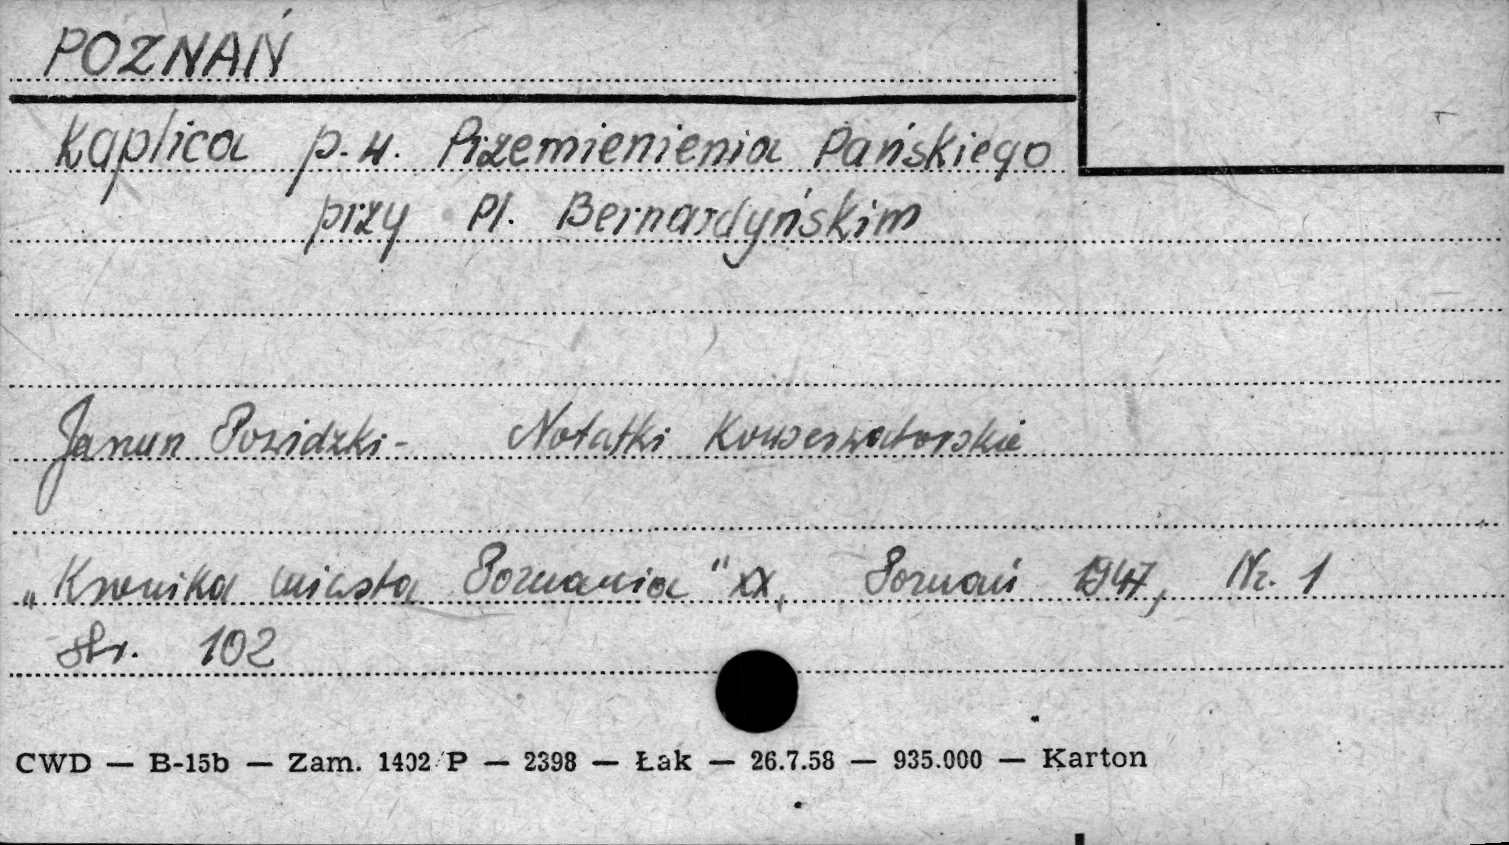 POZNAŃ
Kaplica p.w. Przemienienia Pańskiego
przy Pl. Bernardyńskim
Janusz Powidzki - Notatki Konserwatorskie
„Kronika miasta Poznania" XX, Poznań 1947, Nr. 1
str. 102
CWD — B-15b — Zam. 1402 P — 2398 — Łak — 26.7.58 — 935.000 — Karton